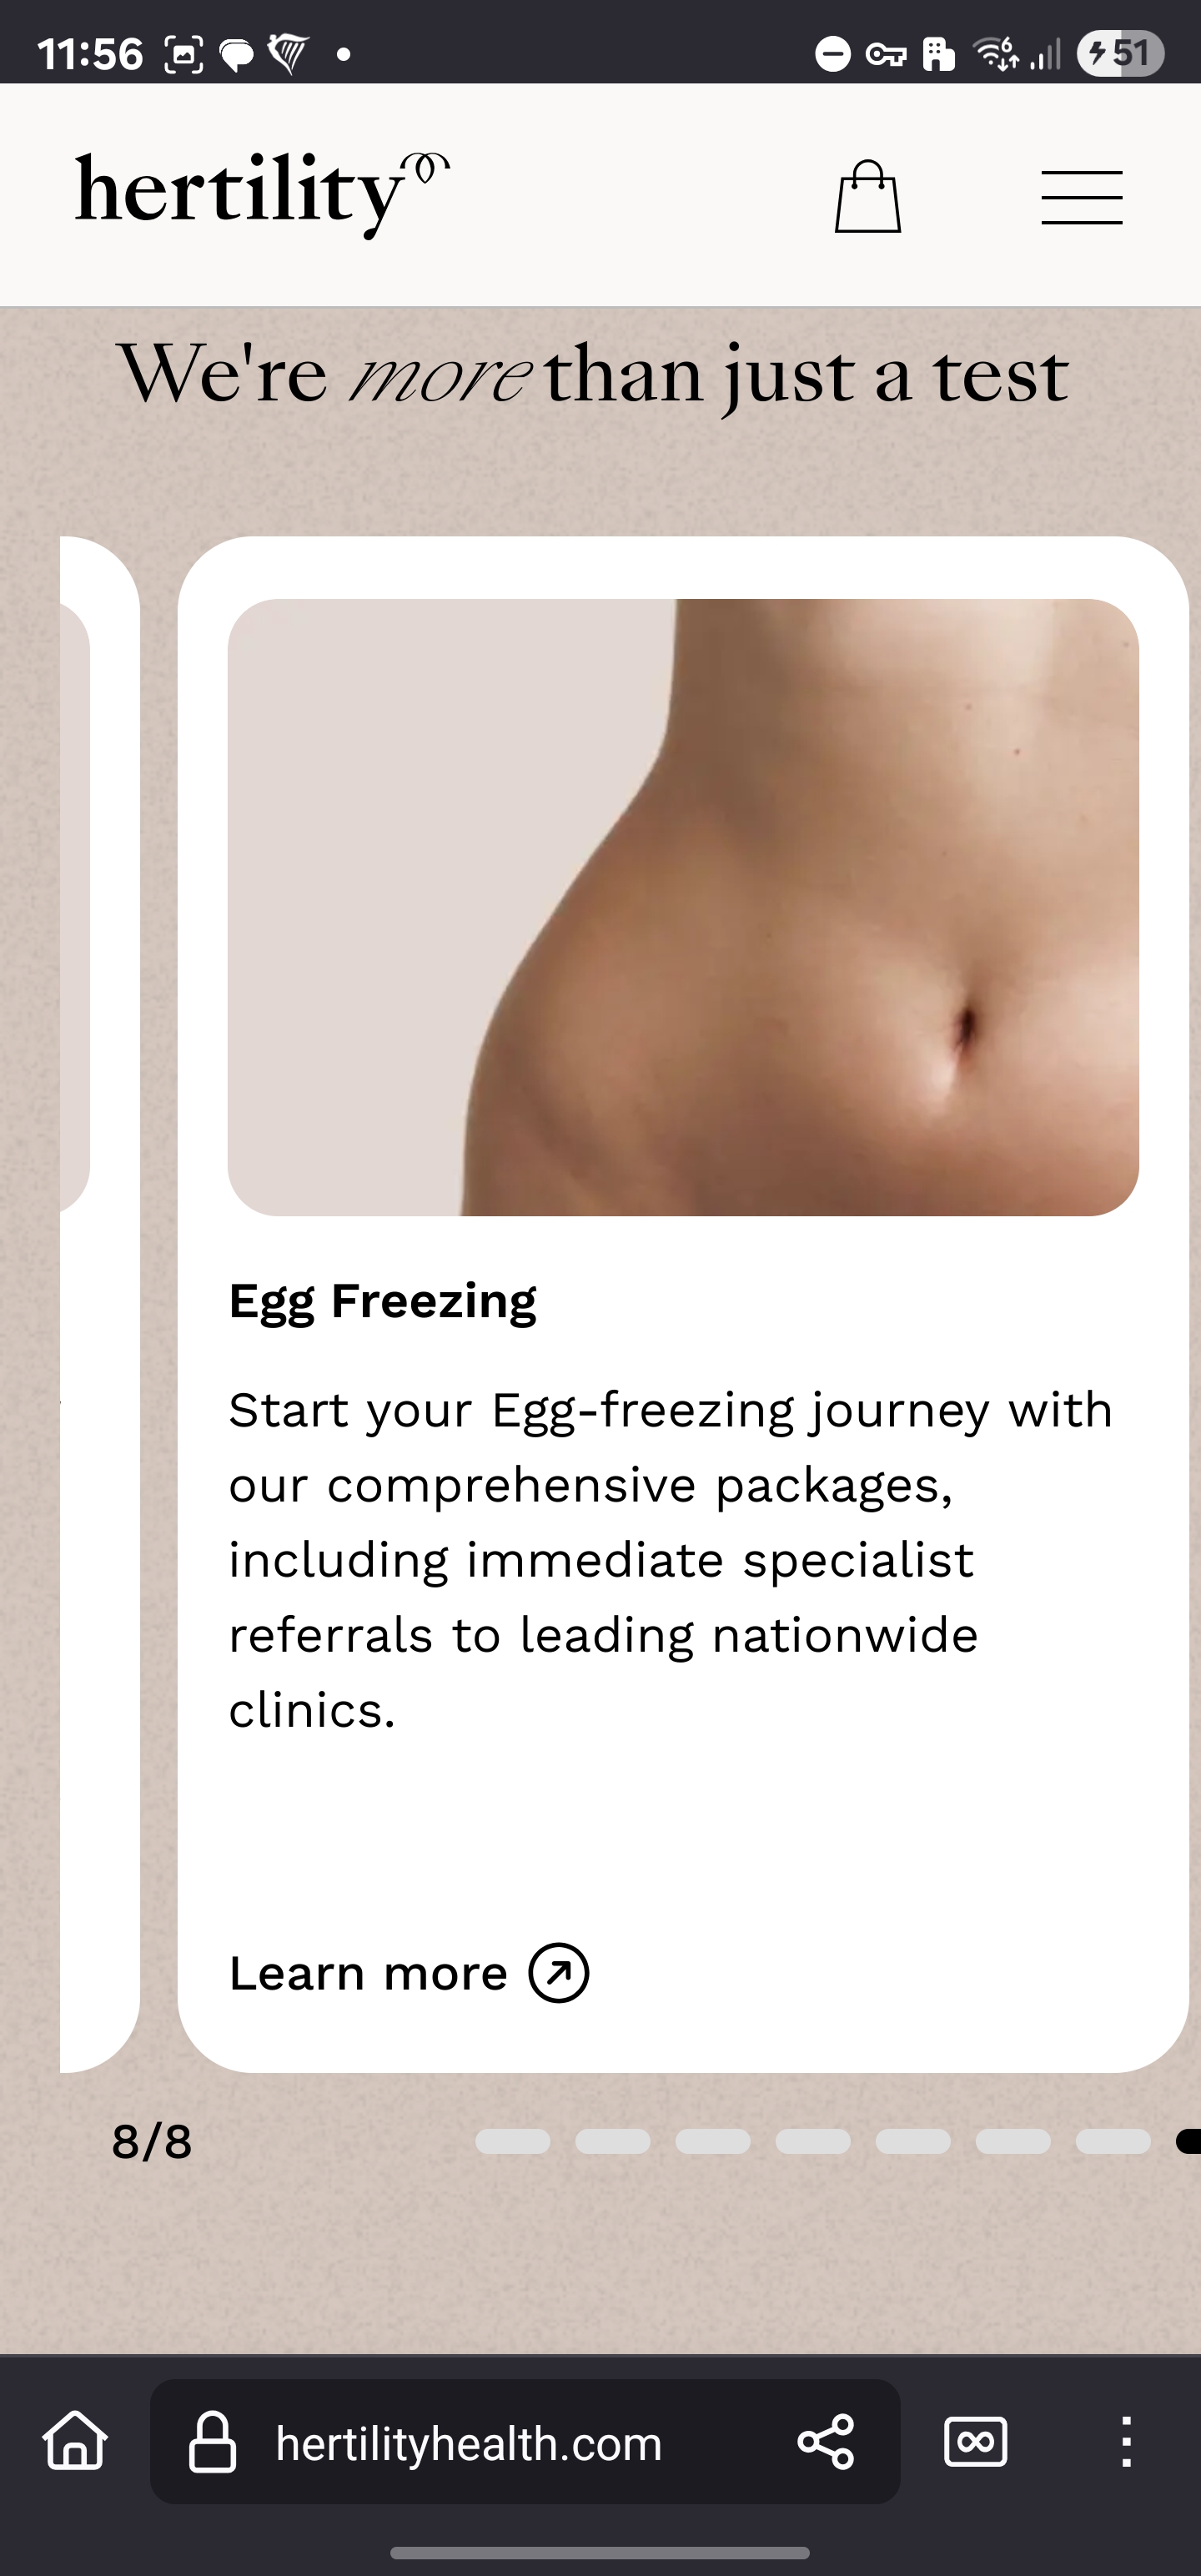 11:56
6
51
hertility
We're more than just a test
Egg Freezing
Start your Egg-freezing journey with
our comprehensive packages,
including immediate specialist
referrals to leading nationwide
clinics.
Learn more
8/8
hertilityhealth.com